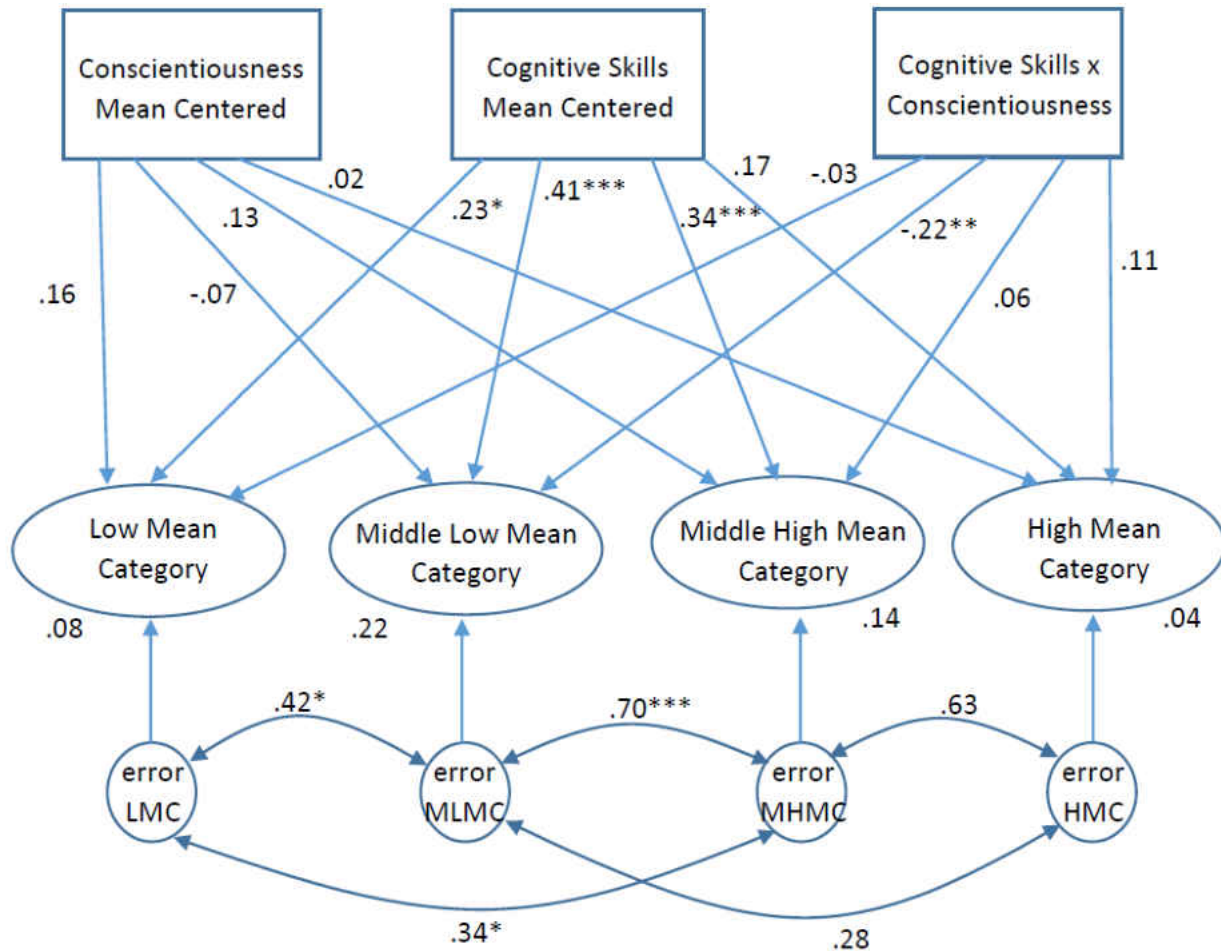 Conscientiousness
Mean Centered
Cognitive Skills
Mean Centered
Cognitive Skills x
Conscientiousness
.02
.17
-.03
.13
.23*
.41***
.34***
-.22**
.11
.16
-.07
.06
Low Mean
Category
Middle Low Mean
Category
Middle High Mean
Category
High Mean
Category
.08
.22
.14
.04
.42*
.70***
.63
error
LMC
error
MLMC
error
MHMC
error
HMC
.34*
.28